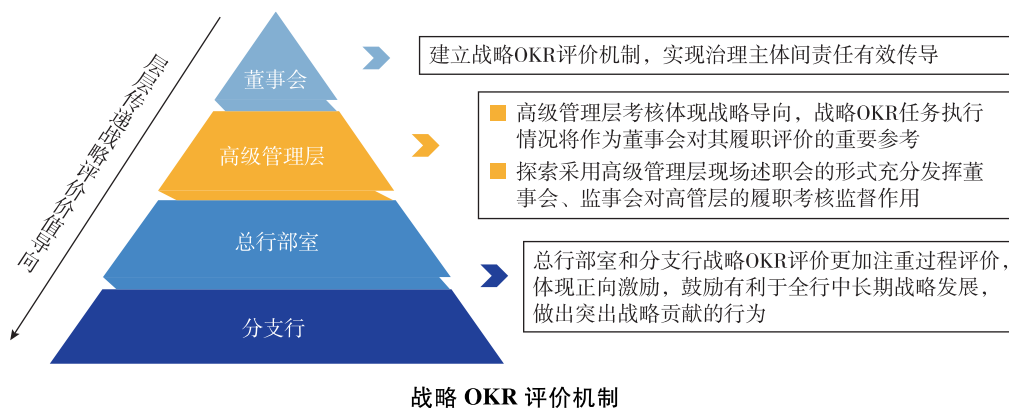 层层传递战略评价价值导向
董事会
建立战略OKR评价机制，实现治理主体间责任有效传导
高级管理层
高级管理层考核体现战略导向，战略OKR任务执行
情况将作为董事会对其履职评价的重要参考
探索采用高级管理层现场述职会的形式充分发挥董
事会、监事会对高管层的履职考核监督作用
总行部室
分支行
总行部室和分支行战略OKR评价更加注重过程评价，
体现正向激励，鼓励有利于全行中长期战略发展，
做出突出战略贡献的行为
战略 OKR 评价机制